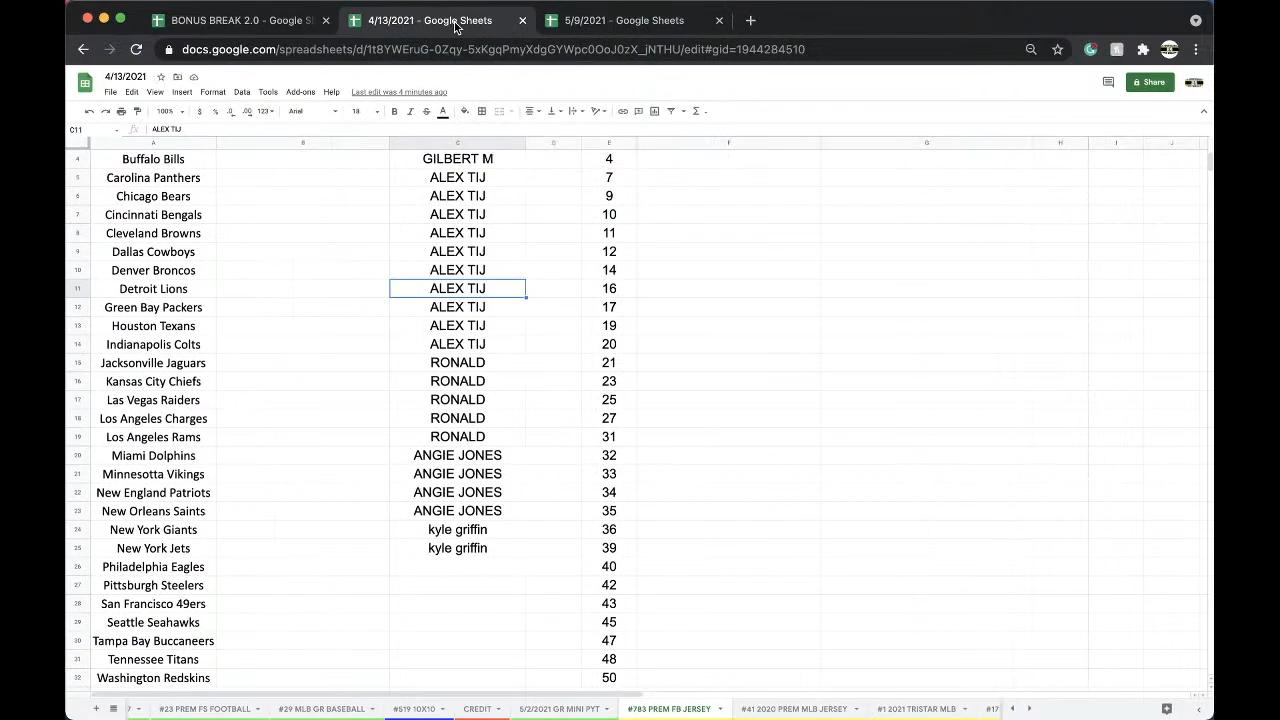 BONUS BREAK 2.0 - Google S
4/13/2021 - Google Sheets
5/9/2021 - Google Sheets
docs.google.com/spreadsheets/d/1t8YWEruG-0Zqy-5xKgqPmyXdgGYWpc0OoJ0zX_jNTHU/edit#gid=1944284510
4/13/2021
File Edit View Insert Format Data Tools Add-ons Help Last edit was 4 minutes ago
Share
100% $ % .0 .00 123 Arial 18 B I S A
C11 fx ALEX TIJ
A B C D E F G H I J
4 Buffalo Bills GILBERT M 4
5 Carolina Panthers ALEX TIJ 7
6 Chicago Bears ALEX TIJ 9
7 Cincinnati Bengals ALEX TIJ 10
8 Cleveland Browns ALEX TIJ 11
9 Dallas Cowboys ALEX TIJ 12
10 Denver Broncos ALEX TIJ 14
11 Detroit Lions ALEX TIJ 16
12 Green Bay Packers ALEX TIJ 17
13 Houston Texans ALEX TIJ 19
14 Indianapolis Colts ALEX TIJ 20
15 Jacksonville Jaguars RONALD 21
16 Kansas City Chiefs RONALD 23
17 Las Vegas Raiders RONALD 25
18 Los Angeles Charges RONALD 27
19 Los Angeles Rams RONALD 31
20 Miami Dolphins ANGIE JONES 32
21 Minnesotta Vikings ANGIE JONES 33
22 New England Patriots ANGIE JONES 34
23 New Orleans Saints ANGIE JONES 35
24 New York Giants kyle griffin 36
25 New York Jets kyle griffin 39
26 Philadelphia Eagles 40
27 Pittsburgh Steelers 42
28 San Francisco 49ers 43
29 Seattle Seahawks 45
30 Tampa Bay Buccaneers 47
31 Tennessee Titans 48
32 Washington Redskins 50
7 #23 PREM FS FOOTBALL #29 MLB GR BASEBALL #519 10X10 CREDIT 5/2/2021 GR MINI PYT #783 PREM FB JERSEY #41 2020 PREM MLB JERSEY #1 2021 TRISTAR MLB #17